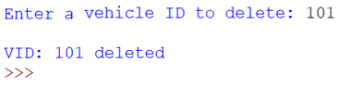 Enter a vehicle ID to delete: 101
VID: 101 deleted
>>>